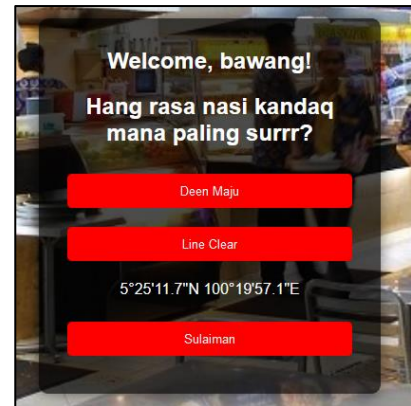 Welcome, bawang!
Hang rasa nasi kandaq
mana paling surrr?
Deen Maju
Line Clear
5°25'11.7"N 100°19'57.1"E
Sulaiman